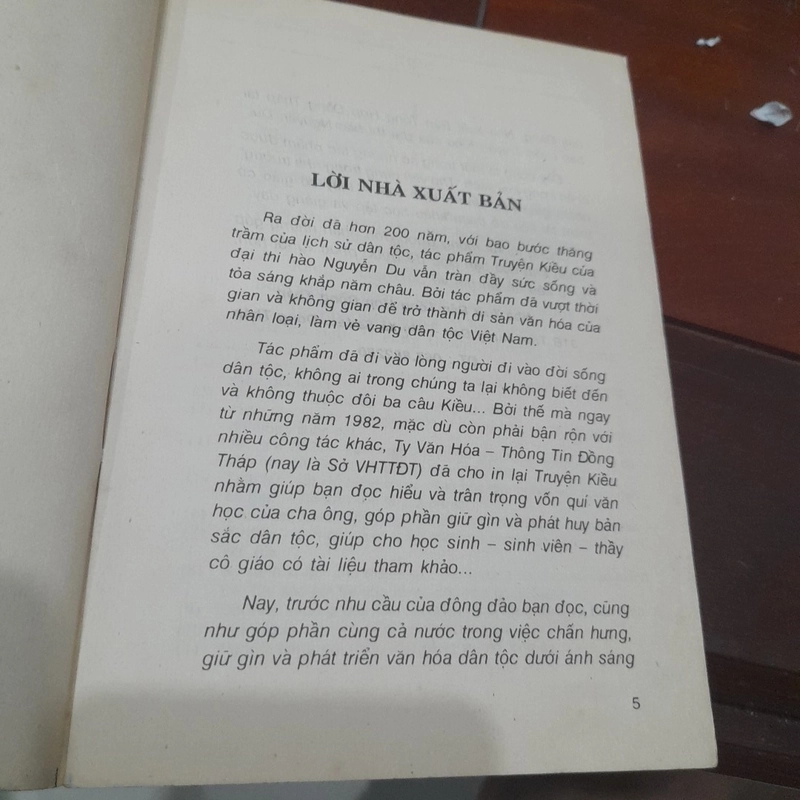 LỜI NHÀ XUẤT BẢN
Ra đời đã hơn 200 năm, với bao bước thăng
trầm của lịch sử dân tộc, tác phẩm Truyện Kiều của
đại thi hào Nguyễn Du vẫn tràn đầy sức sống và
tỏa sáng khắp năm châu. Bởi tác phẩm đã vượt thời
gian và không gian để trở thành di sản văn hóa của
nhân loại, làm vẻ vang dân tộc Việt Nam.
Tác phẩm đã đi vào lòng người đi vào đời sống
dân tộc, không ai trong chúng ta lại không biết đến
và không thuộc đôi ba câu Kiều... Bởi thế mà ngay
từ những năm 1982, mặc dù còn phải bận rộn với
nhiều công tác khác, Ty Văn Hóa – Thông Tin Đồng
Tháp (nay là Sở VHTTĐT) đã cho in lại Truyện Kiều
nhằm giúp bạn đọc hiểu và trân trọng vốn quí văn
học của cha ông, góp phần giữ gìn và phát huy bản
sắc dân tộc, giúp cho học sinh – sinh viên – thầy
cô giáo có tài liệu tham khảo...
Nay, trước nhu cầu của đông đảo bạn đọc, cũng
như góp phần cùng cả nước trong việc chấn hưng,
giữ gìn và phát triển văn hóa dân tộc dưới ánh sáng
5